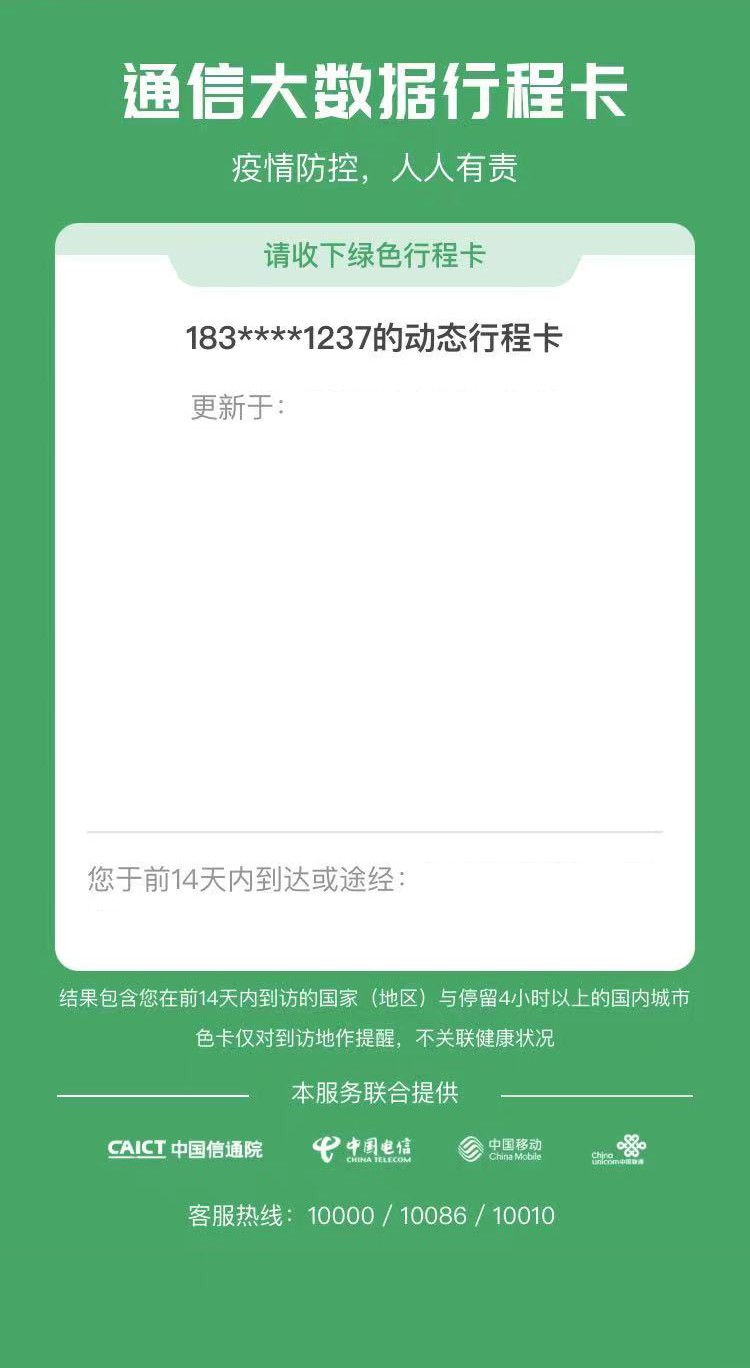 通信大数据行程卡
疫情防控，人人有责
请收下绿色行程卡
183****1237的动态行程卡
更新于：
您于前14天内到达或途经：
结果包含您在前14天内到访的国家（地区）与停留4小时以上的国内城市
色卡仅对到访地作提醒，不关联健康状况
本服务联合提供
CAICT 中国信通院
中国电信
CHINA TELECOM
中国移动
China Mobile
China
unicom中国联通
客服热线：10000 / 10086 / 10010